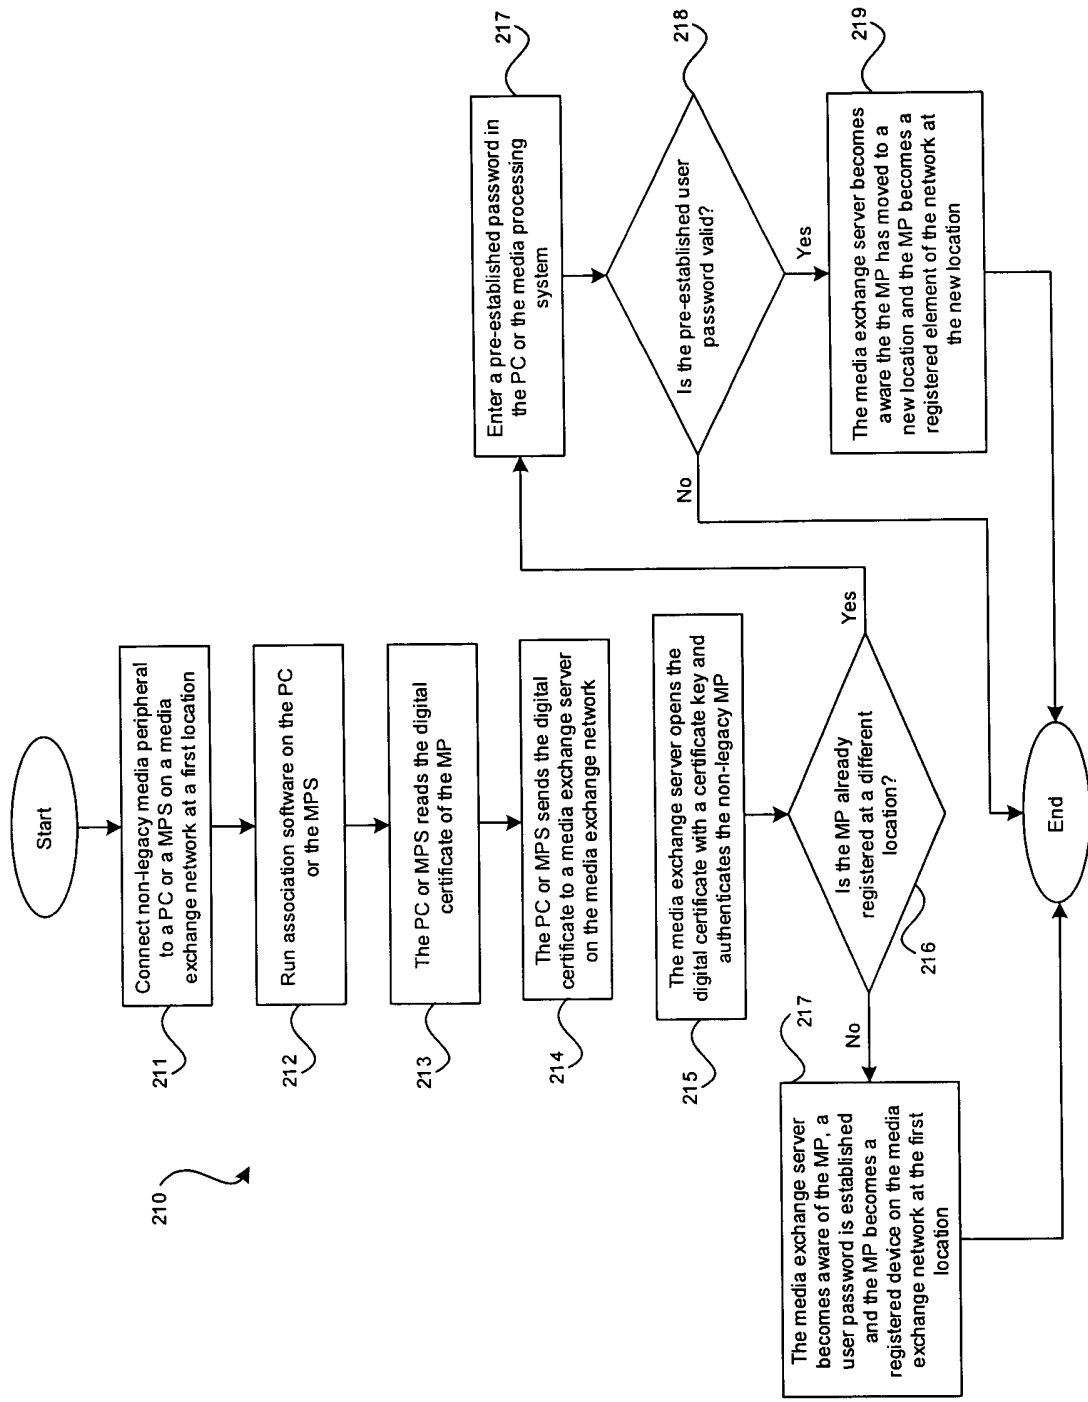 210
Start
211
Connect non-legacy media peripheral
to a PC or a MPS on a media
exchange network at a first location
212
Run association software on the PC
or the MPS
213
The PC or MPS reads the digital
certificate of the MP
214
The PC or MPS sends the digital
certificate to a media exchange server
on the media exchange network
215
The media exchange server opens the
digital certificate with a certificate key and
authenticates the non-legacy MP
Is the MP already
registered at a different
location?
216
No
Yes
217
The media exchange server
becomes aware of the MP, a
user password is established
and the MP becomes a
registered device on the media
exchange network at the first
location
217
Enter a pre-established password in
the PC or the media processing
system
218
Is the pre-established user
password valid?
No
Yes
219
The media exchange server becomes
aware the the MP has moved to a
new location and the MP becomes a
registered element of the network at
the new location
End